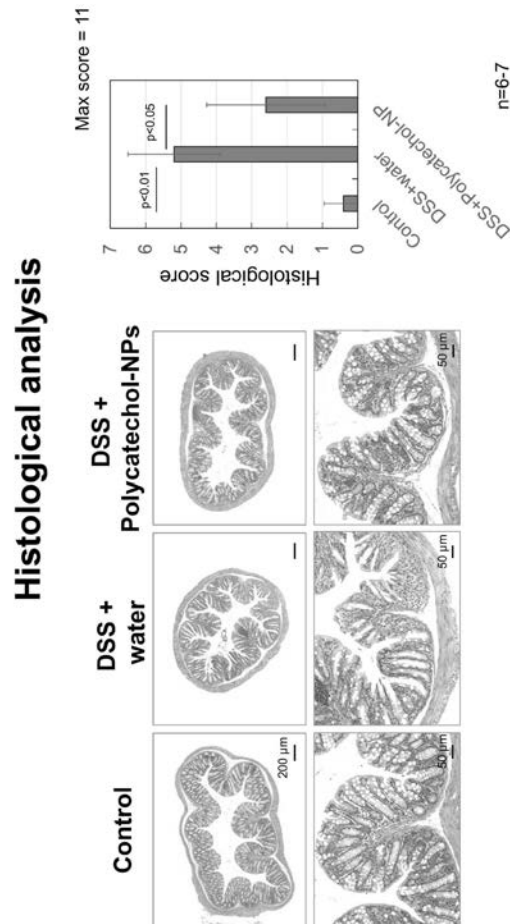 Histological analysis
Control
DSS +
water
DSS +
Polycatechol-NPs
200 µm
50 µm
50 µm
50 µm
Max score = 11
Histological score
7
6
5
4
3
2
1
0
p<0.01
p<0.05
Control
DSS+water
DSS+Polycatechol-NP
n=6-7